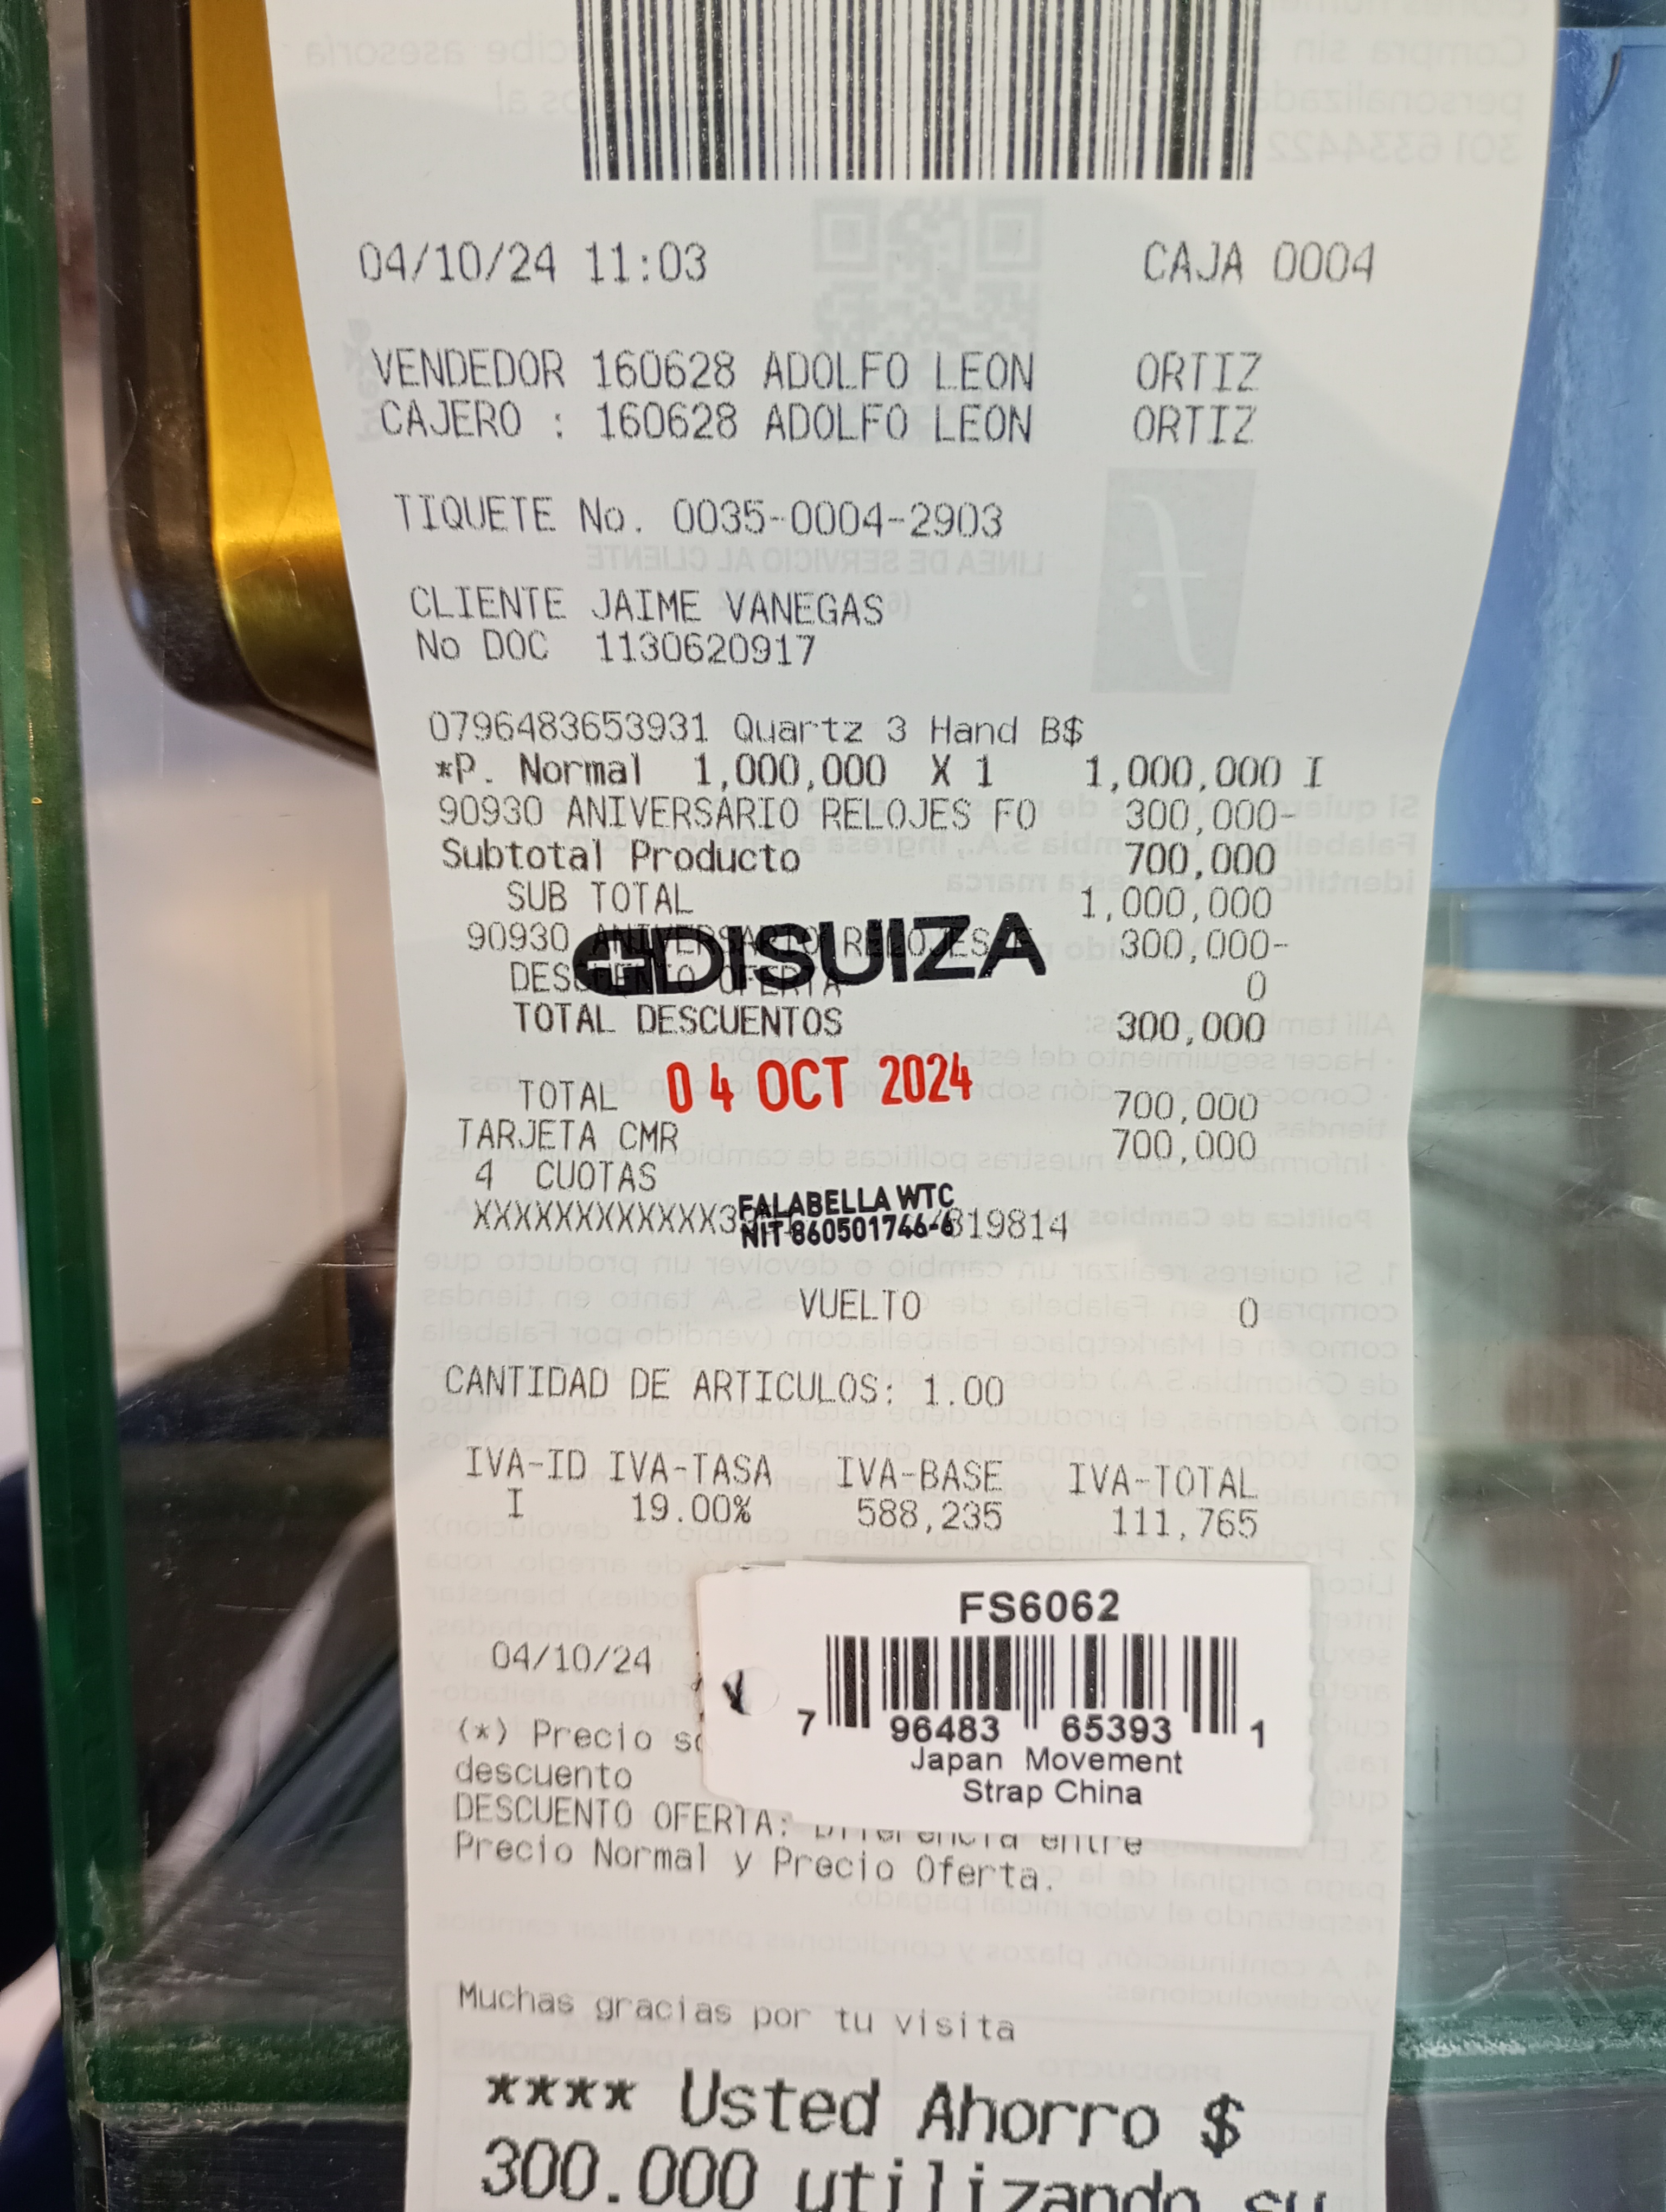 04/10/24 11:03 CAJA 0004
VENDEDOR 160628 ADOLFO LEON ORTIZ
CAJERO : 160628 ADOLFO LEON ORTIZ
TIQUETE No. 0035-0004-2903
CLIENTE JAIME VANEGAS
No DOC 1130620917
0796483653931 Quartz 3 Hand B$
*P. Normal 1,000,000 X 1 1,000,000 I
90930 ANIVERSARIO RELOJES FO 300,000-
Subtotal Producto 700,000
SUB TOTAL 1,000,000
90930 ANIVERSARIO RELOJES 300,000-
DISUIZA
DESCUENTO OFERTA 0
TOTAL DESCUENTOS 300,000
04 OCT 2024
TOTAL 700,000
TARJETA CMR 700,000
4 CUOTAS
FALABELLA WTC
NIT 860501746-6
819814
VUELTO 0
CANTIDAD DE ARTICULOS: 1.00
IVA-ID IVA-TASA IVA-BASE IVA-TOTAL
I 19.00% 588,235 111,765
FS6062
7 96483 65393 1
Japan Movement
Strap China
04/10/24
(*) Precio
descuento
DESCUENTO OFERTA: Diferencia entre
Precio Normal y Precio Oferta.
Muchas gracias por tu visita
**** Usted Ahorro $
300.000 utilizando su